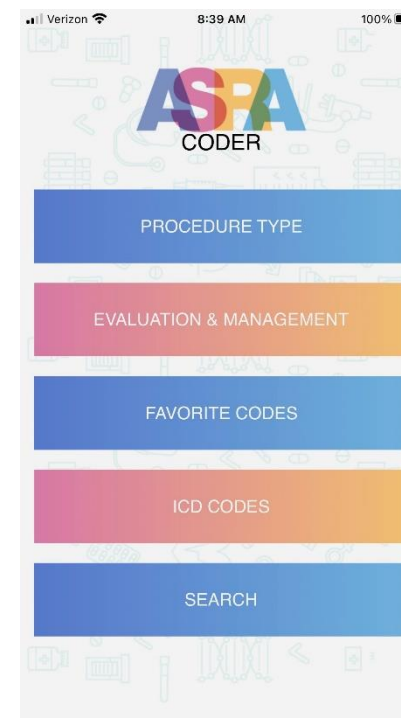 Verizon 8:39 AM 100%
ASRA
CODER
PROCEDURE TYPE
EVALUATION & MANAGEMENT
FAVORITE CODES
ICD CODES
SEARCH